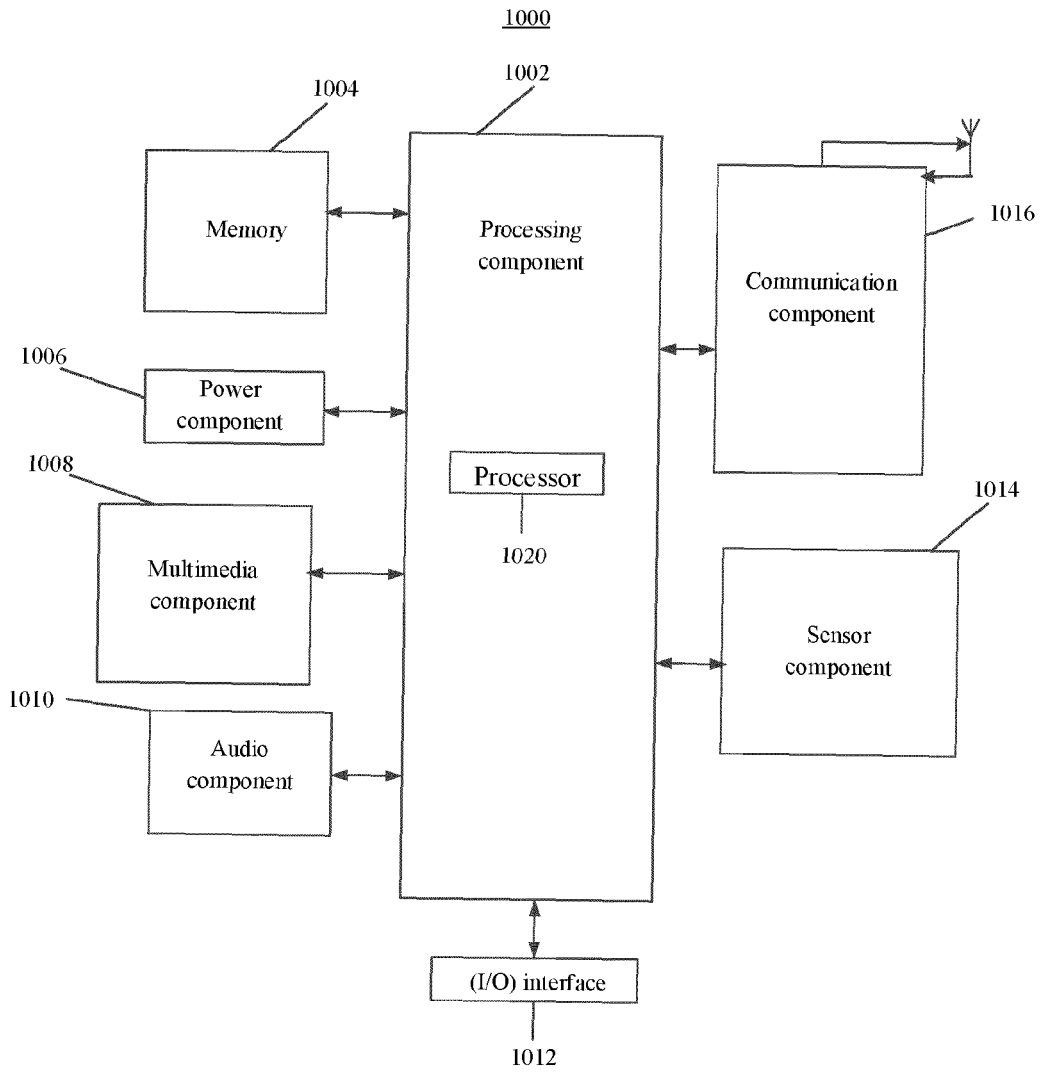 1000
1002
1004
Memory
Processing
component
1016
Communication
component
1006
Power
component
1008
Processor
1020
Multimedia
component
1014
Sensor
component
1010
Audio
component
(I/O) interface
1012